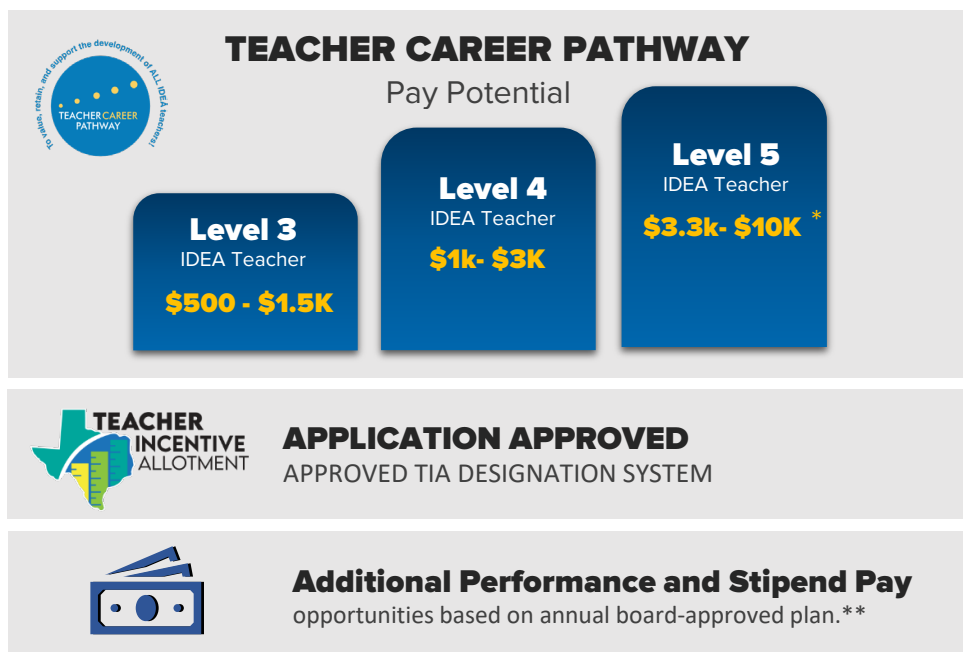 TEACHER CAREER PATHWAY
Pay Potential
To value, retain, and support the development of ALL IDEA teachers!
TEACHER CAREER
PATHWAY
Level 3
IDEA Teacher
$500 - $1.5K
Level 4
IDEA Teacher
$1k- $3K
Level 5
IDEA Teacher
$3.3k- $10K *
TEACHER
INCENTIVE
ALLOTMENT
APPLICATION APPROVED
APPROVED TIA DESIGNATION SYSTEM
Additional Performance and Stipend Pay
opportunities based on annual board-approved plan.**